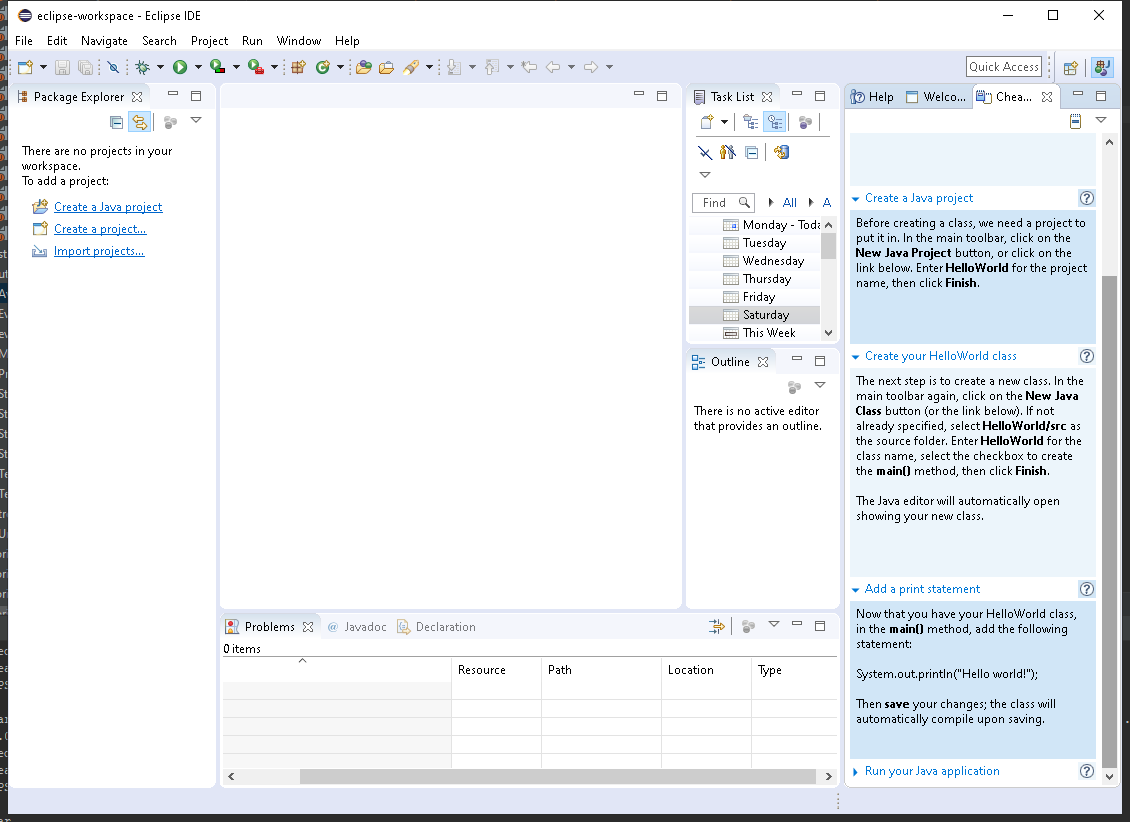 eclipse-workspace - Eclipse IDE
File Edit Navigate Search Project Run Window Help
Quick Access
Package Explorer
There are no projects in your
workspace.
To add a project:
Create a Java project
Create a project...
Import projects...
Task List
Find
All
A
Monday - Toda
Tuesday
Wednesday
Thursday
Friday
Saturday
This Week
Outline
There is no active editor
that provides an outline.
Problems
Javadoc
Declaration
0 items
Resource Path Location Type
Help
Welco...
Chea...
Create a Java project
Before creating a class, we need a project to
put it in. In the main toolbar, click on the
New Java Project button, or click on the
link below. Enter HelloWorld for the project
name, then click Finish.
Create your HelloWorld class
The next step is to create a new class. In the
main toolbar again, click on the New Java
Class button (or the link below). If not
already specified, select HelloWorld/src as
the source folder. Enter HelloWorld for the
class name, select the checkbox to create
the main() method, then click Finish.
The Java editor will automatically open
showing your new class.
Add a print statement
Now that you have your HelloWorld class,
in the main() method, add the following
statement:
System.out.println("Hello world!");
Then save your changes; the class will
automatically compile upon saving.
Run your Java application